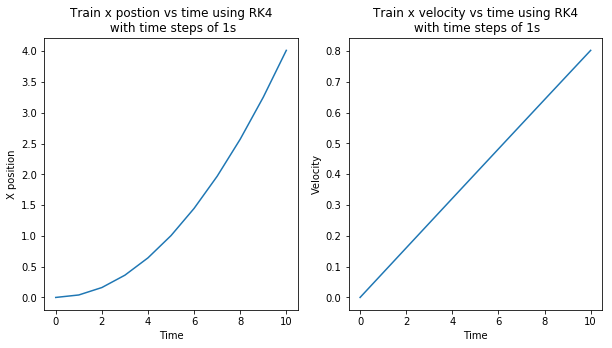 Train x postion vs time using RK4
with time steps of 1s
4.0
3.5
3.0
2.5
2.0
1.5
1.0
0.5
0.0
X position
0 2 4 6 8 10
Time
Train x velocity vs time using RK4
with time steps of 1s
0.8
0.7
0.6
0.5
0.4
0.3
0.2
0.1
0.0
Velocity
0 2 4 6 8 10
Time